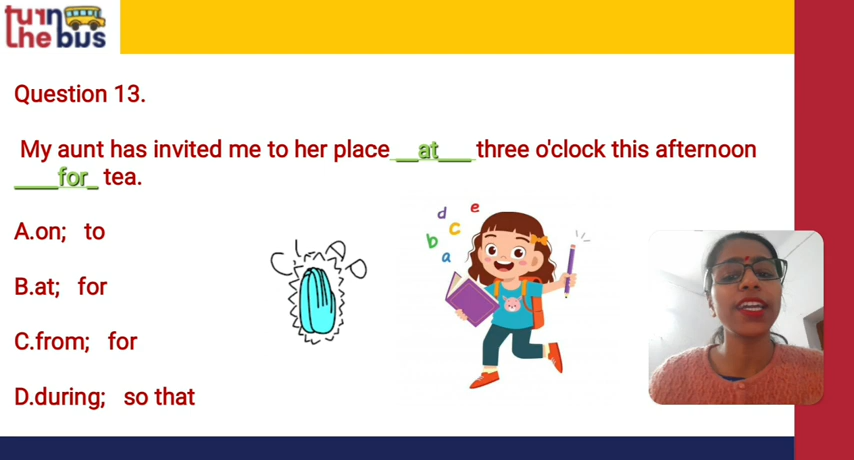 turn
the bus
Question 13.
My aunt has invited me to her place __at___ three o'clock this afternoon
____for_ tea.
A.on; to
B.at; for
C.from; for
D.during; so that
d e
c
b
a
CLAP